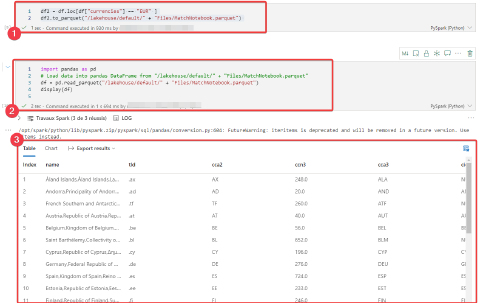 1 df2 = df.loc[df["currencies"] == "EUR" ]
2 df2.to_parquet("/lakehouse/default/" + "Files/MatchNotebook.parquet")
1 sec - Command executed in 880 ms by
PySpark (Python)
1
M↓
1 import pandas as pd
2 # Load data into pandas DataFrame from "/lakehouse/default/" + "Files/MatchNotebook.parquet"
3 df = pd.read_parquet("/lakehouse/default/" + "Files/MatchNotebook.parquet")
4 display(df)
5
2
2 sec - Command executed in 1 s 684 ms by
PySpark (Python)
Travaux Spark (3 de 3 réussis) LOG
/opt/spark/python/lib/pyspark.zip/pyspark/sql/pandas/conversion.py:604: FutureWarning: iteritems is deprecated and will be removed in a future version. Use
.items instead.
3
Table Chart Export results
Index name tld cca2 ccn3 cca3
1 Åland Islands,Åland Islands,La... .ax AX 248.0 ALA
2 Andorra,Principality of Andorr... .ad AD 20.0 AND
3 French Southern and Antarctic... .tf TF 260.0 ATF
4 Austria,Republic of Austria,Rep... .at AT 40.0 AUT
5 Belgium,Kingdom of Belgium,... .be BE 56.0 BEL
6 Saint Barthélemy,Collectivity o... .bl BL 652.0 BLM
7 Cyprus,Republic of Cyprus,Δημ... .cy CY 196.0 CYP
8 Germany,Federal Republic of... .de DE 276.0 DEU
9 Spain,Kingdom of Spain,Reino... .es ES 724.0 ESP
10 Estonia,Republic of Estonia,Ees... .ee EE 233.0 EST
11 Finland,Republic of Finland,Su... .fi FI 246.0 FIN